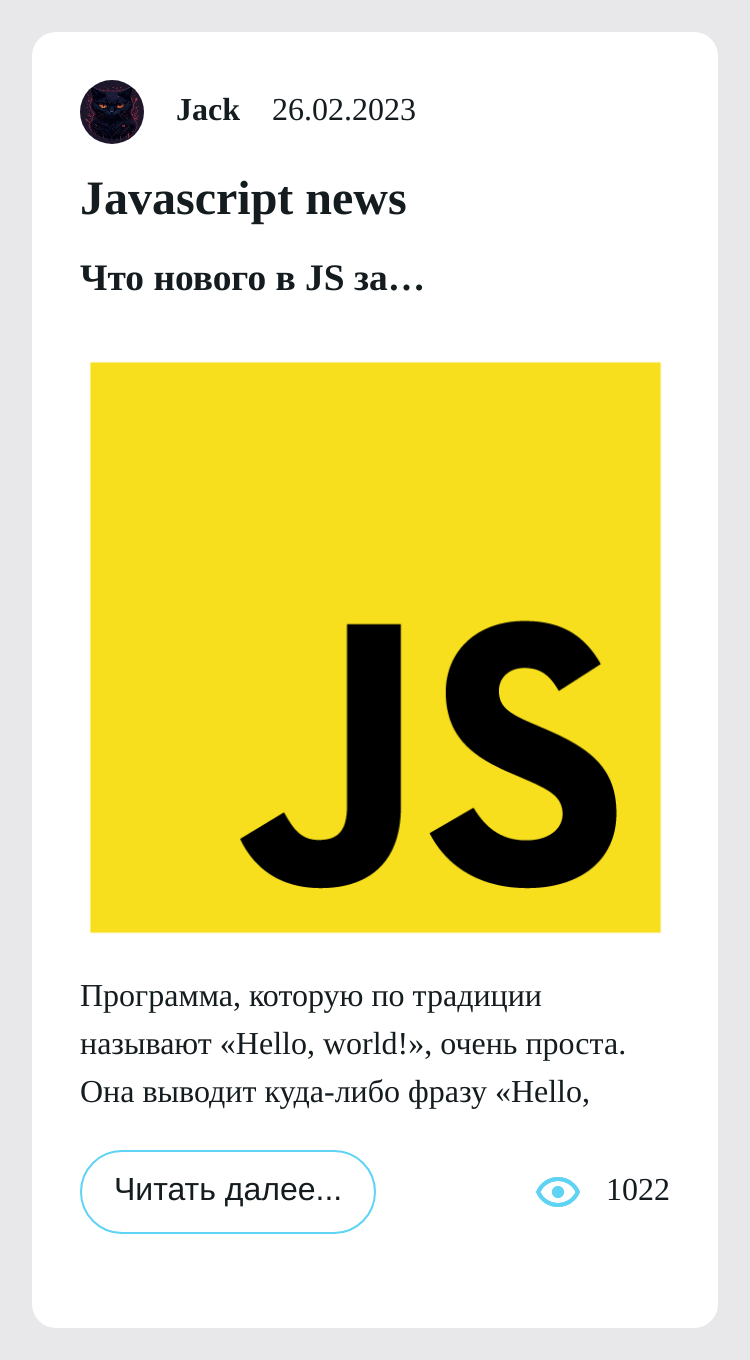 Jack 26.02.2023
Javascript news
Что нового в JS за…
JS
Программа, которую по традиции
называют «Hello, world!», очень проста.
Она выводит куда-либо фразу «Hello,
Читать далее... 1022